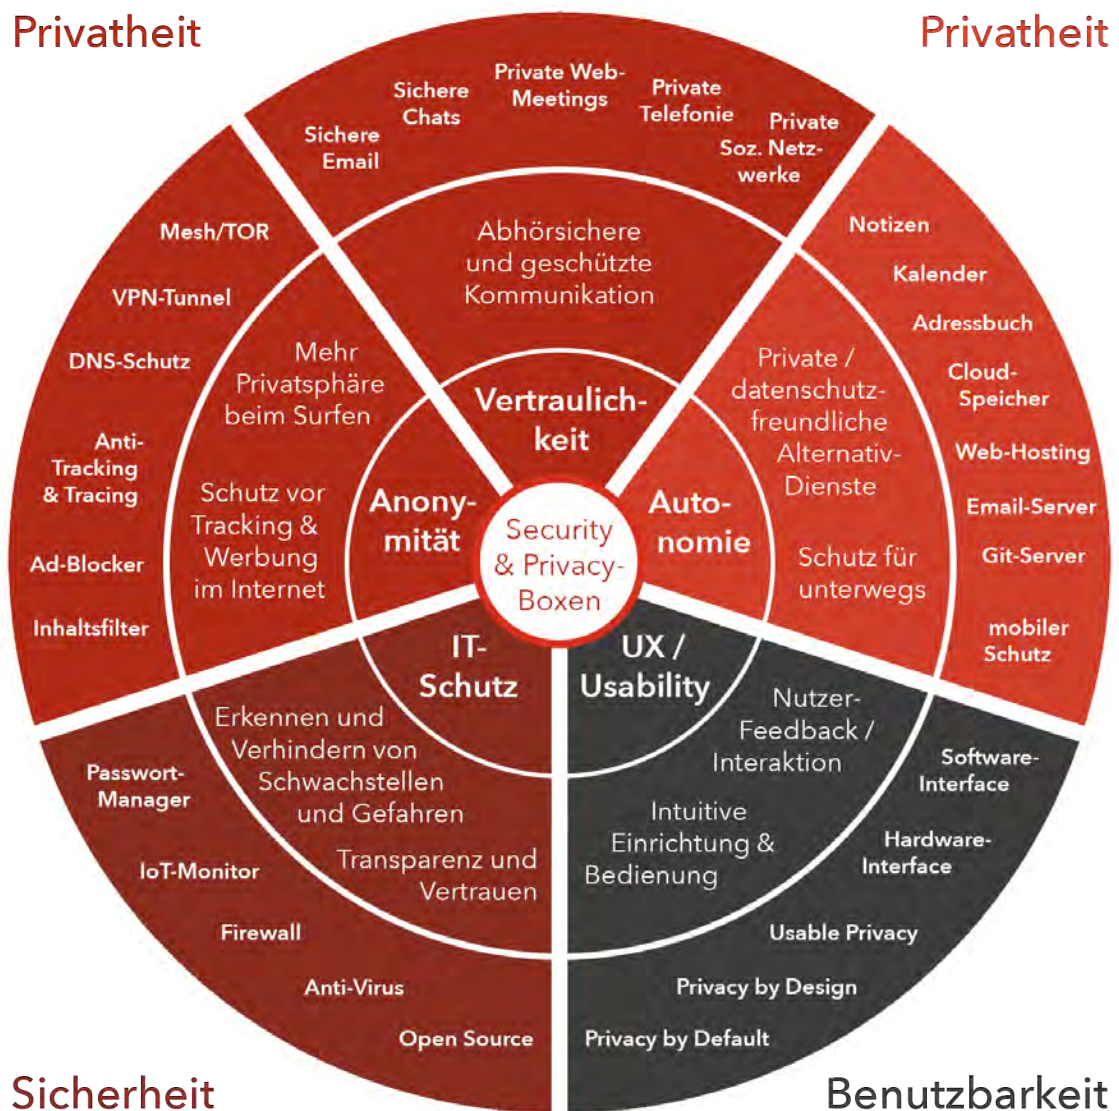 Privatheit
Privatheit
Sichere
Email
Sichere
Chats
Private Web-
Meetings
Private
Telefonie
Private
Soz. Netz-
werke
Abhörsichere
und geschützte
Kommunikation
Vertraulich-
keit
Notizen
Kalender
Adressbuch
Cloud-
Speicher
Web-Hosting
Email-Server
Git-Server
mobiler
Schutz
Private /
datenschutz-
freundliche
Alternativ-
Dienste
Schutz für
unterwegs
Auto-
nomie
Mesh/TOR
VPN-Tunnel
DNS-Schutz
Anti-
Tracking
& Tracing
Ad-Blocker
Inhaltsfilter
Mehr
Privatsphäre
beim Surfen
Schutz vor
Tracking &
Werbung
im Internet
Anony-
mität
Security
& Privacy-
Boxen
IT-
Schutz
Erkennen und
Verhindern von
Schwachstellen
und Gefahren
Transparenz und
Vertrauen
Passwort-
Manager
IoT-Monitor
Firewall
Anti-Virus
Open Source
UX /
Usability
Nutzer-
Feedback /
Interaktion
Intuitive
Einrichtung &
Bedienung
Software-
Interface
Hardware-
Interface
Usable Privacy
Privacy by Design
Privacy by Default
Sicherheit
Benutzbarkeit